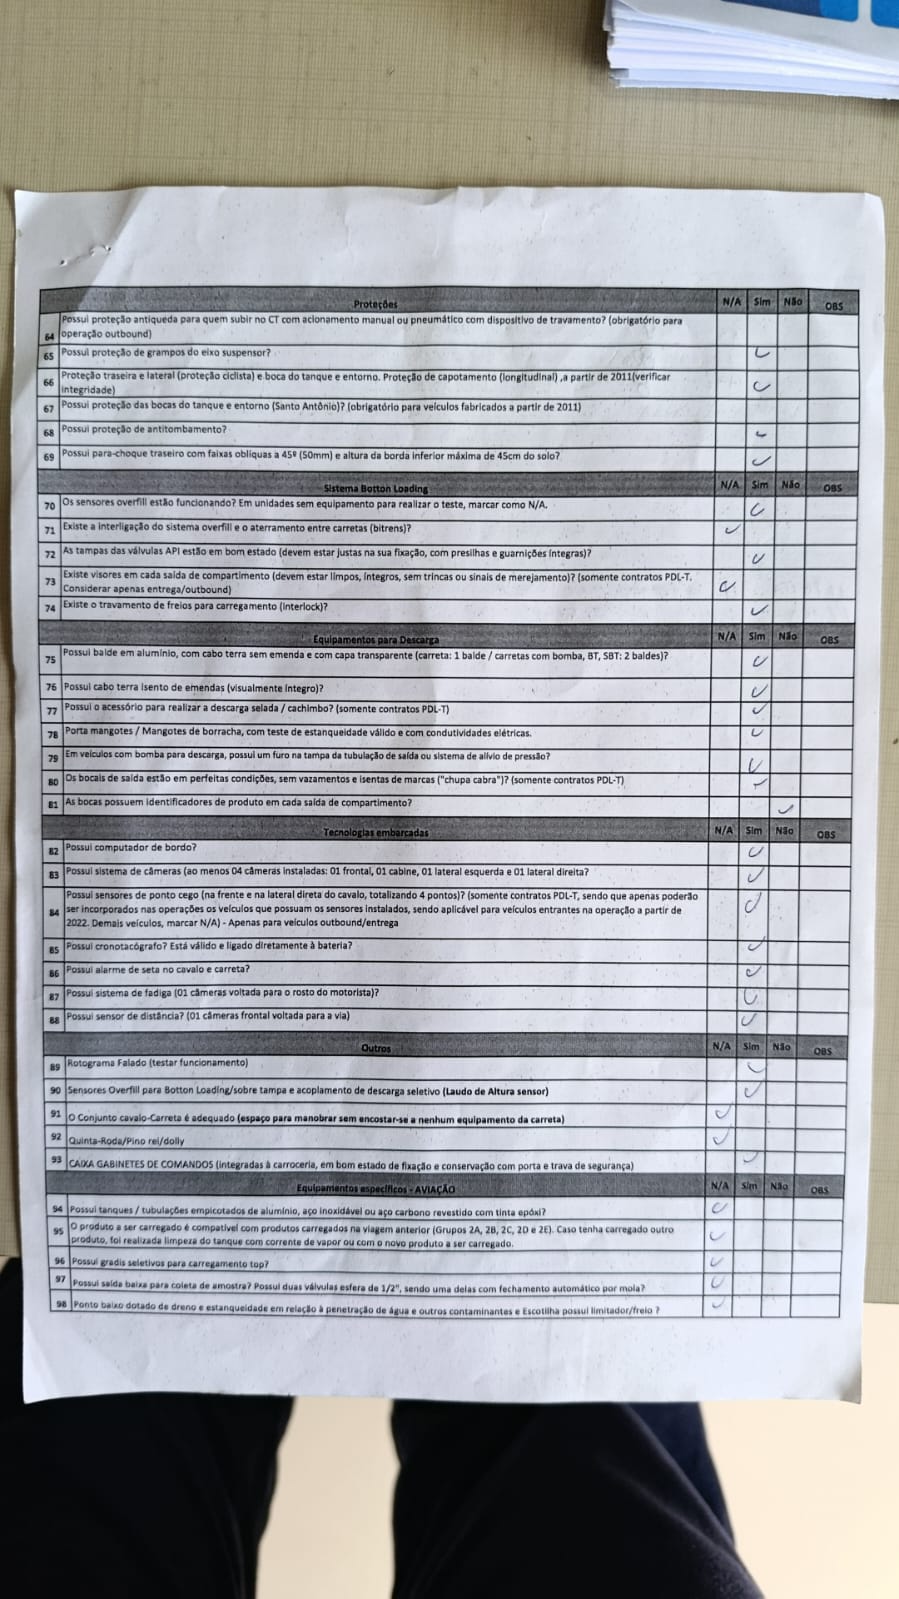 Proteções N/A Sim Não OBS
Possui proteção antiqueda para quem subir no CT com acionamento manual ou pneumático com dispositivo de travamento? (obrigatório para
64 operação outbound)
65 Possui proteção de grampos do eixo suspensor?
Proteção traseira e lateral (proteção ciclista) e boca do tanque e entorno. Proteção de capotamento (longitudinal) ,a partir de 2011(verificar
66 integridade)
67 Possui proteção das bocas do tanque e entorno (Santo Antônio)? (obrigatório para veículos fabricados a partir de 2011)
68 Possui proteção de antitombamento?
69 Possui para-choque traseiro com faixas oblíquas a 45º (50mm) e altura da borda inferior máxima de 45cm do solo?
Sistema Botton Loading N/A Sim Não OBS
70 Os sensores overfill estão funcionando? Em unidades sem equipamento para realizar o teste, marcar como N/A.
71 Existe a interligação do sistema overfill e o aterramento entre carretas (bitrens)?
72 As tampas das válvulas API estão em bom estado (devem estar justas na sua fixação, com presilhas e guarnições íntegras)?
73 Existe visores em cada saída de compartimento (devem estar limpos, íntegros, sem trincas ou sinais de merejamento)? (somente contratos PDL-T.
Considerar apenas entrega/outbound)
74 Existe o travamento de freios para carregamento (interlock)?
Equipamentos para Descarga N/A Sim Não OBS
75 Possui balde em alumínio, com cabo terra sem emenda e com capa transparente (carreta: 1 balde / carretas com bomba, BT, SBT: 2 baldes)?
76 Possui cabo terra isento de emendas (visualmente íntegro)?
77 Possui o acessório para realizar a descarga selada / cachimbo? (somente contratos PDL-T)
78 Porta mangotes / Mangotes de borracha, com teste de estanqueidade válido e com condutividades elétricas.
79 Em veículos com bomba para descarga, possui um furo na tampa da tubulação de saída ou sistema de alívio de pressão?
80 Os bocais de saída estão em perfeitas condições, sem vazamentos e isentas de marcas ("chupa cabra")? (somente contratos PDL-T)
81 As bocas possuem identificadores de produto em cada saída de compartimento?
Tecnologias embarcadas N/A Sim Não OBS
82 Possui computador de bordo?
83 Possui sistema de câmeras (ao menos 04 câmeras instaladas: 01 frontal, 01 cabine, 01 lateral esquerda e 01 lateral direita?
Possui sensores de ponto cego (na frente e na lateral direta do cavalo, totalizando 4 pontos)? (somente contratos PDL-T, sendo que apenas poderão
84 ser incorporados nas operações os veículos que possuam os sensores instalados, sendo aplicável para veículos entrantes na operação a partir de
2022. Demais veículos, marcar N/A) - Apenas para veículos outbound/entrega
85 Possui cronotacógrafo? Está válido e ligado diretamente à bateria?
86 Possui alarme de seta no cavalo e carreta?
87 Possui sistema de fadiga (01 câmeras voltada para o rosto do motorista)?
88 Possui sensor de distância? (01 câmeras frontal voltada para a via)
Outros N/A Sim Não OBS
89 Rotograma Falado (testar funcionamento)
90 Sensores Overfill para Botton Loading/sobre tampa e acoplamento de descarga seletivo (Laudo de Altura sensor)
91 O Conjunto cavalo-Carreta é adequado (espaço para manobrar sem encostar-se a nenhum equipamento da carreta)
92 Quinta-Roda/Pino rei/dolly
93 CAIXA GABINETES DE COMANDOS (integradas à carroceria, em bom estado de fixação e conservação com porta e trava de segurança)
Equipamentos específicos - AVIAÇÃO N/A Sim Não OBS
94 Possui tanques / tubulações empicotados de alumínio, aço inoxidável ou aço carbono revestido com tinta epóxi?
95 O produto a ser carregado é compatível com produtos carregados na viagem anterior (Grupos 2A, 2B, 2C, 2D e 2E). Caso tenha carregado outro
produto, foi realizada limpeza do tanque com corrente de vapor ou com o novo produto a ser carregado.
96 Possui gradis seletivos para carregamento top?
97 Possui saída baixa para coleta de amostra? Possui duas válvulas esfera de 1/2", sendo uma delas com fechamento automático por mola?
98 Ponto baixo dotado de dreno e estanqueidade em relação à penetração de água e outros contaminantes e Escotilha possui limitador/freio ?